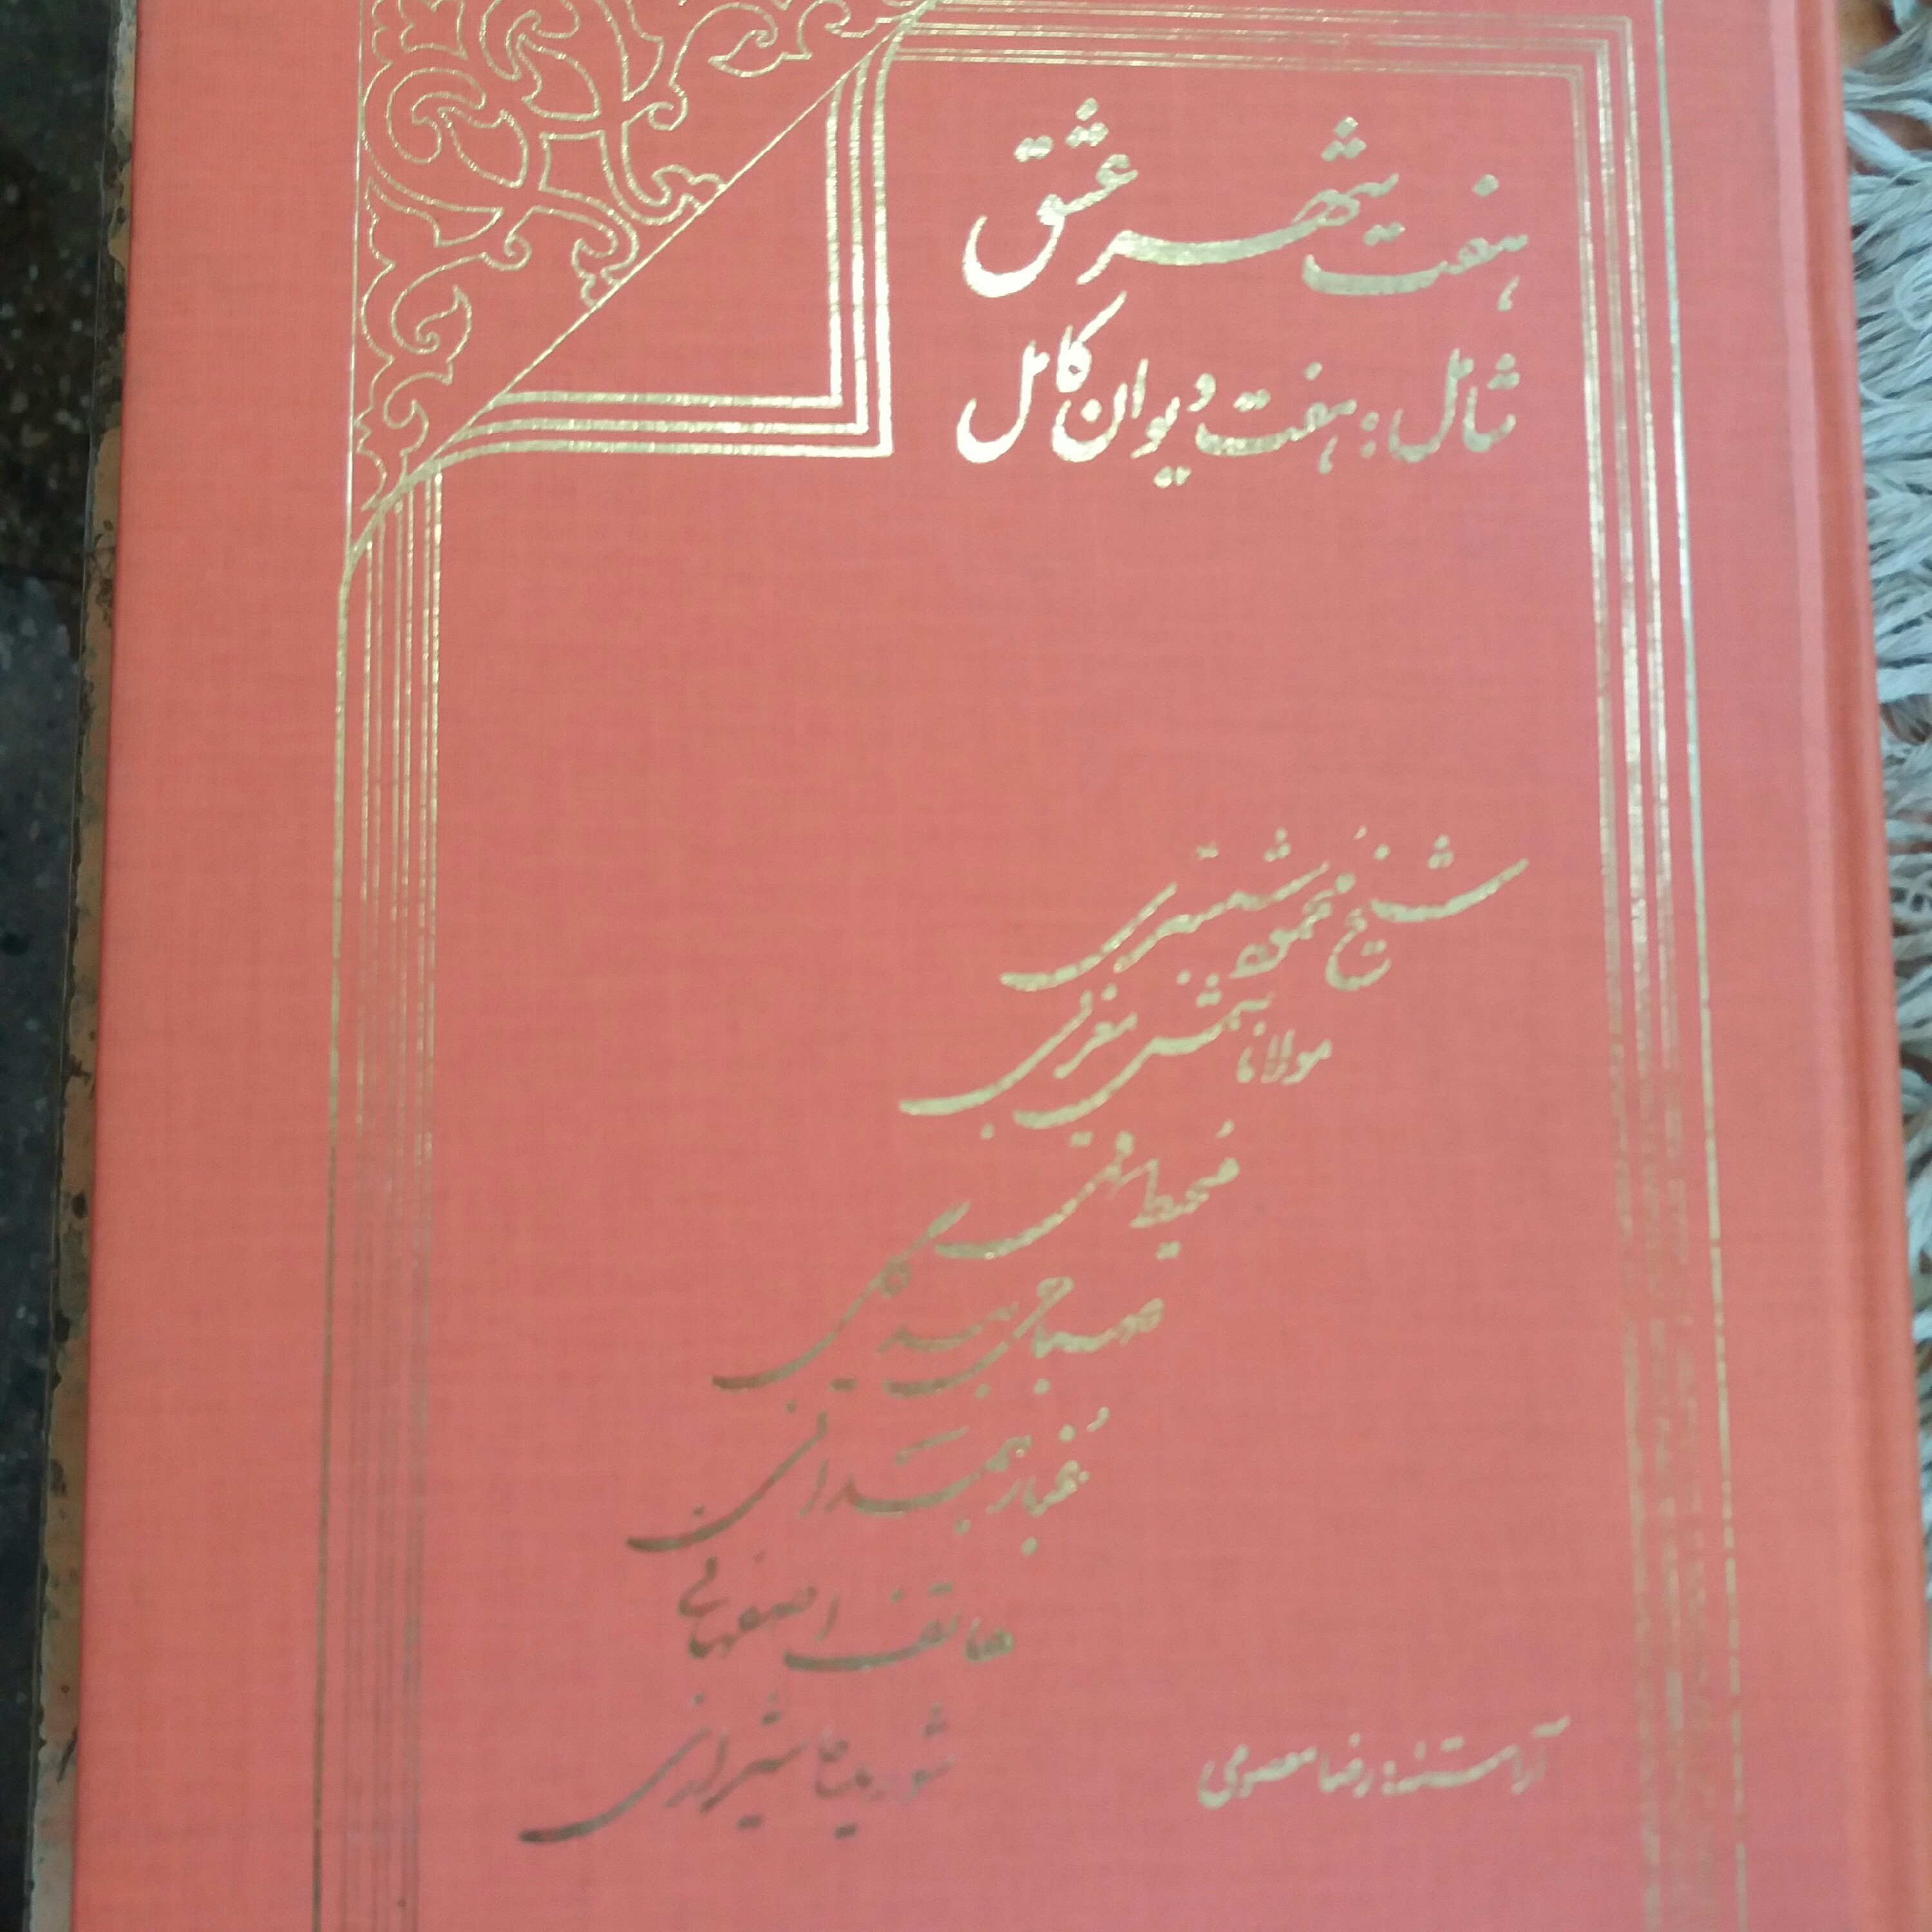 هفت شهر عشق
شامل: هفت دیوان کامل
شیخ محمود شبستری
مولانا شمس مغربی
محیط قمی
صباحی بیدگلی
غبار همدانی
هاتف اصفهانی
شوریده شیرازی
آراسته: رضا معصومی